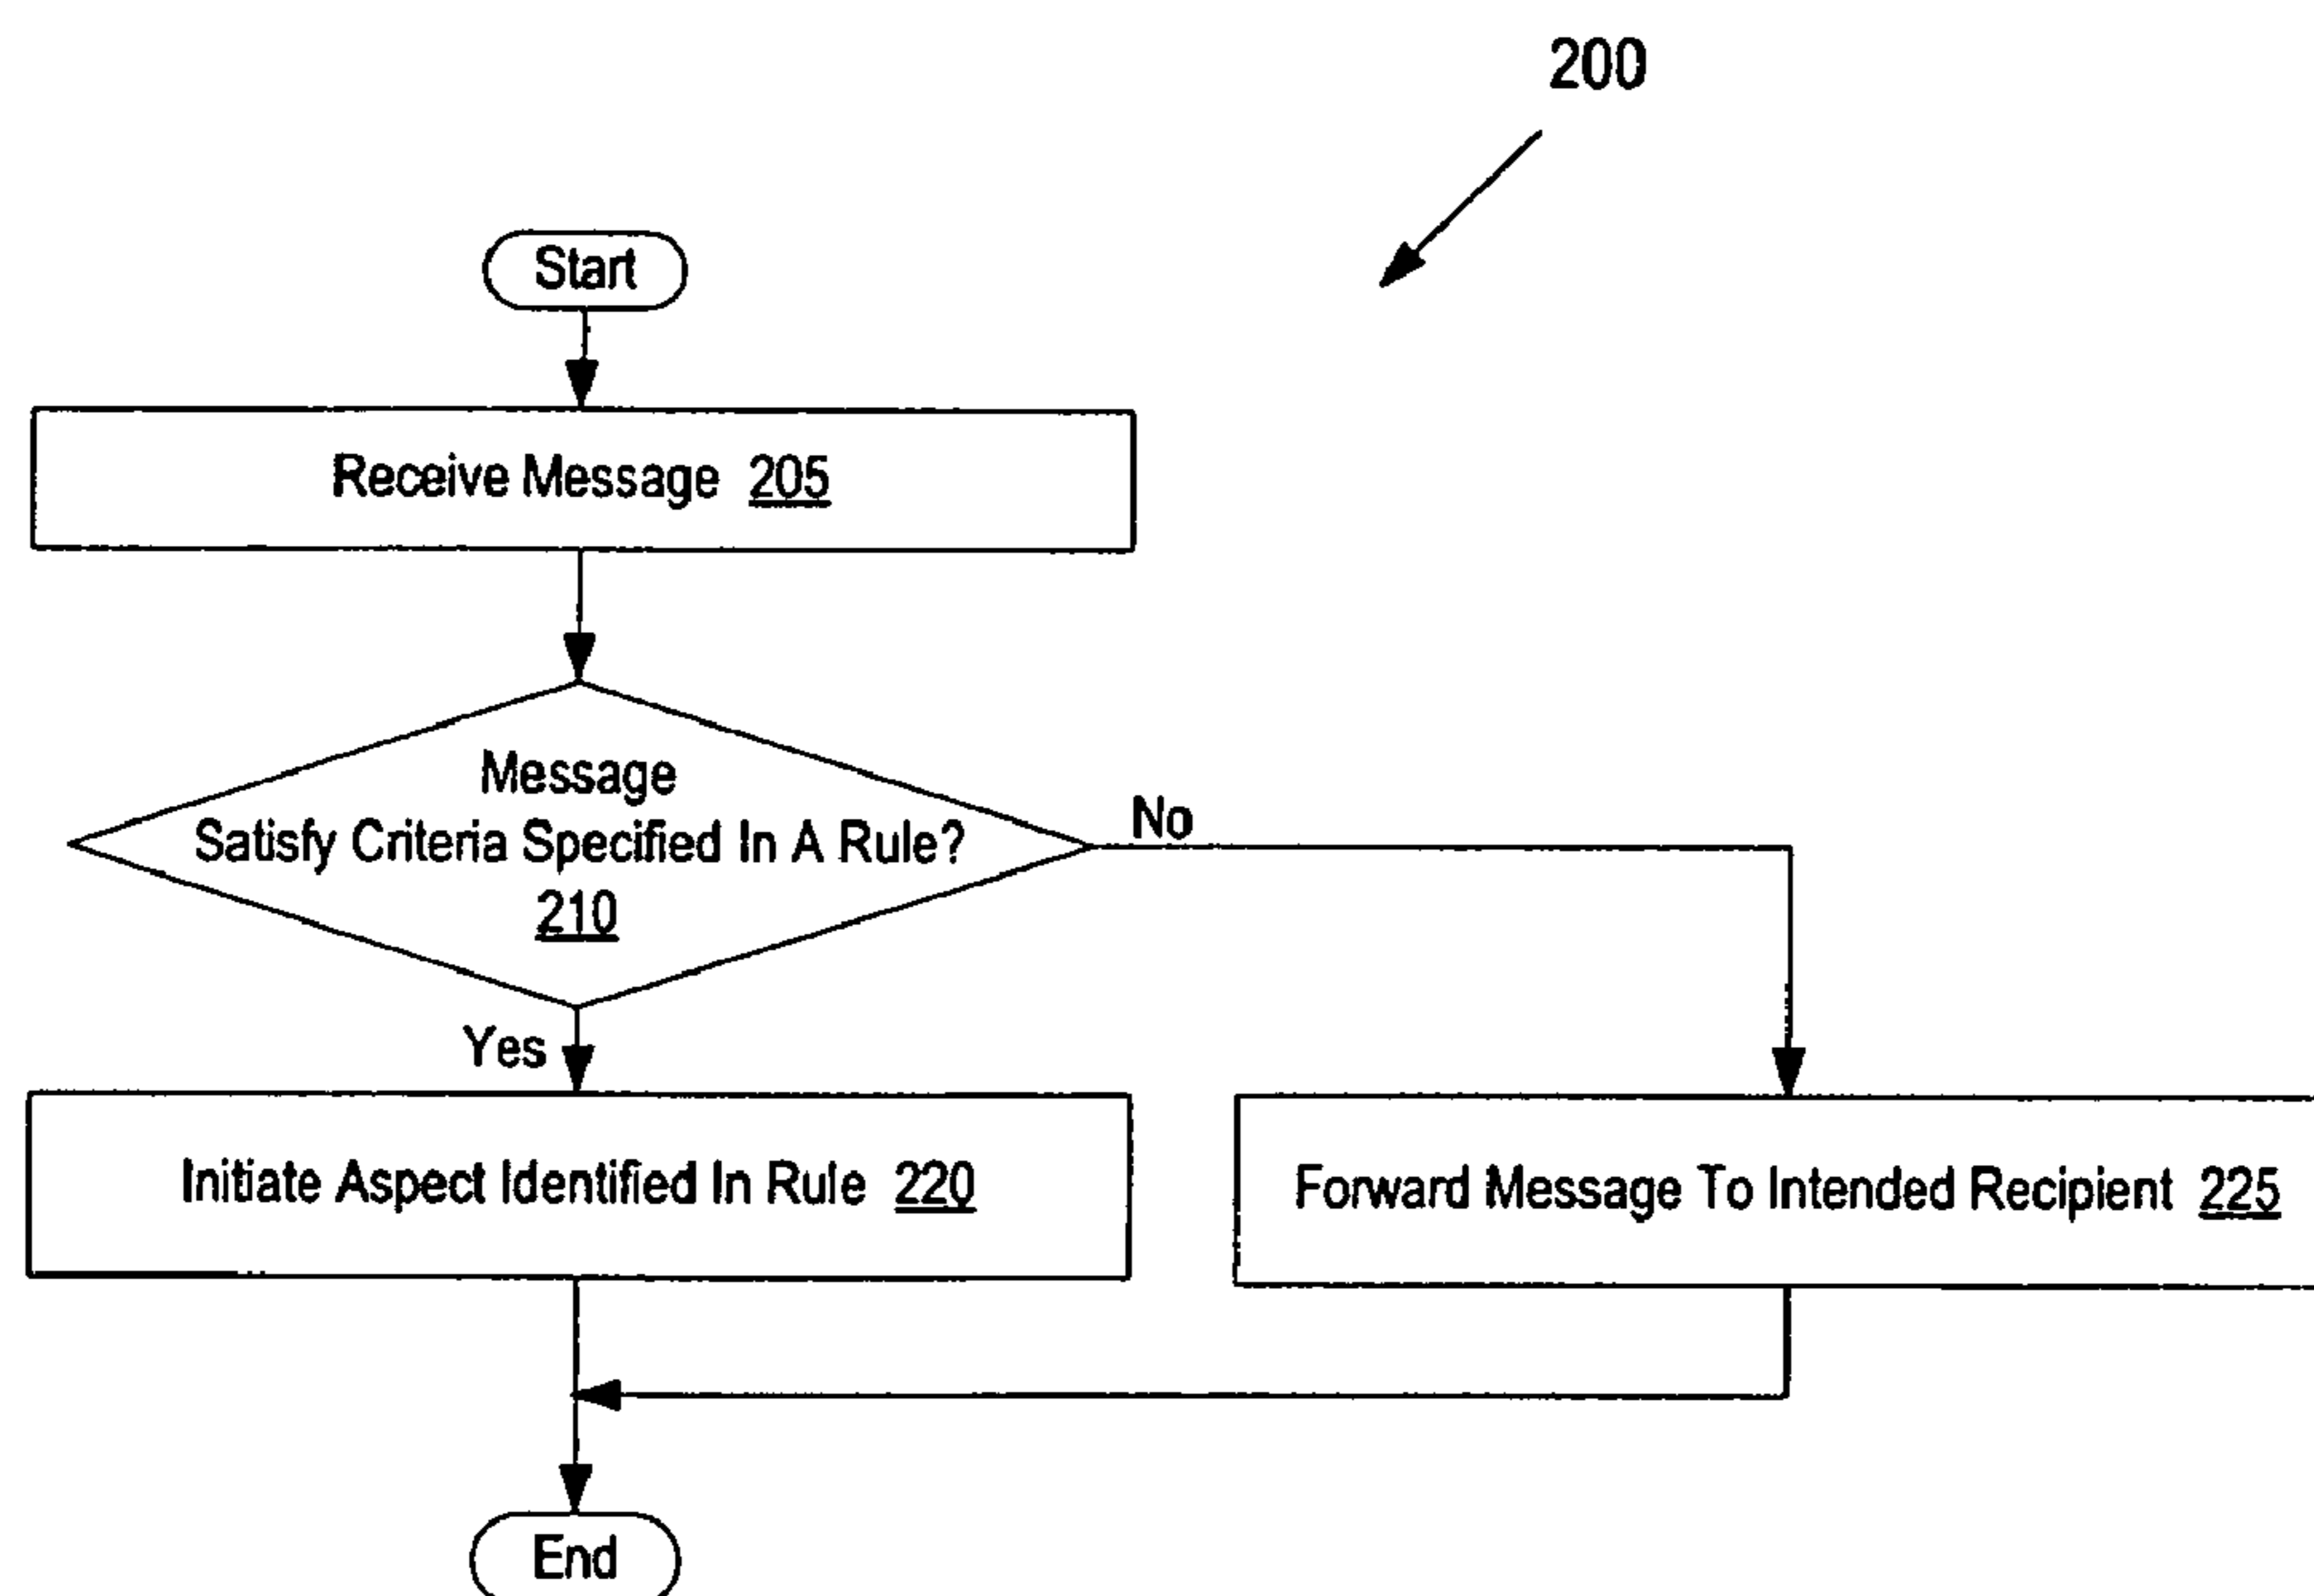 200
Start
Receive Message 205
Message
Satisfy Criteria Specified In A Rule?
210
No
Yes
Initiate Aspect Identified In Rule 220
Forward Message To Intended Recipient 225
End